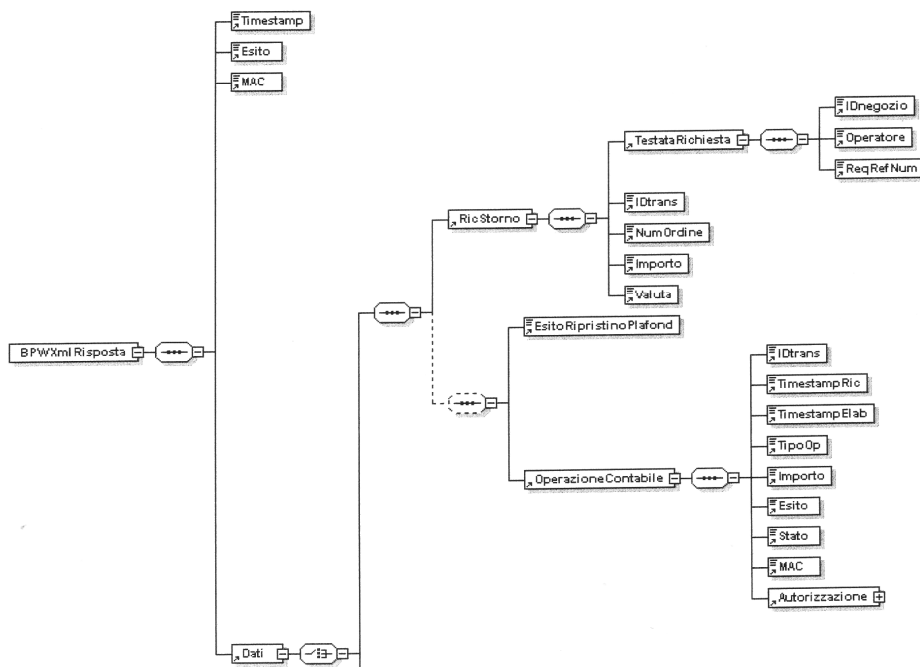 Timestamp
Esito
MAC
IDnegozio
TestataRichiesta
Operatore
ReqRefNum
IDtrans
RicStorno
NumOrdine
Importo
Valuta
EsitoRipristinoPlafond
BPWXmlRisposta
IDtrans
TimestampRic
TimestampElab
TipoOp
OperazioneContabile
Importo
Esito
Stato
MAC
Autorizzazione
Dati